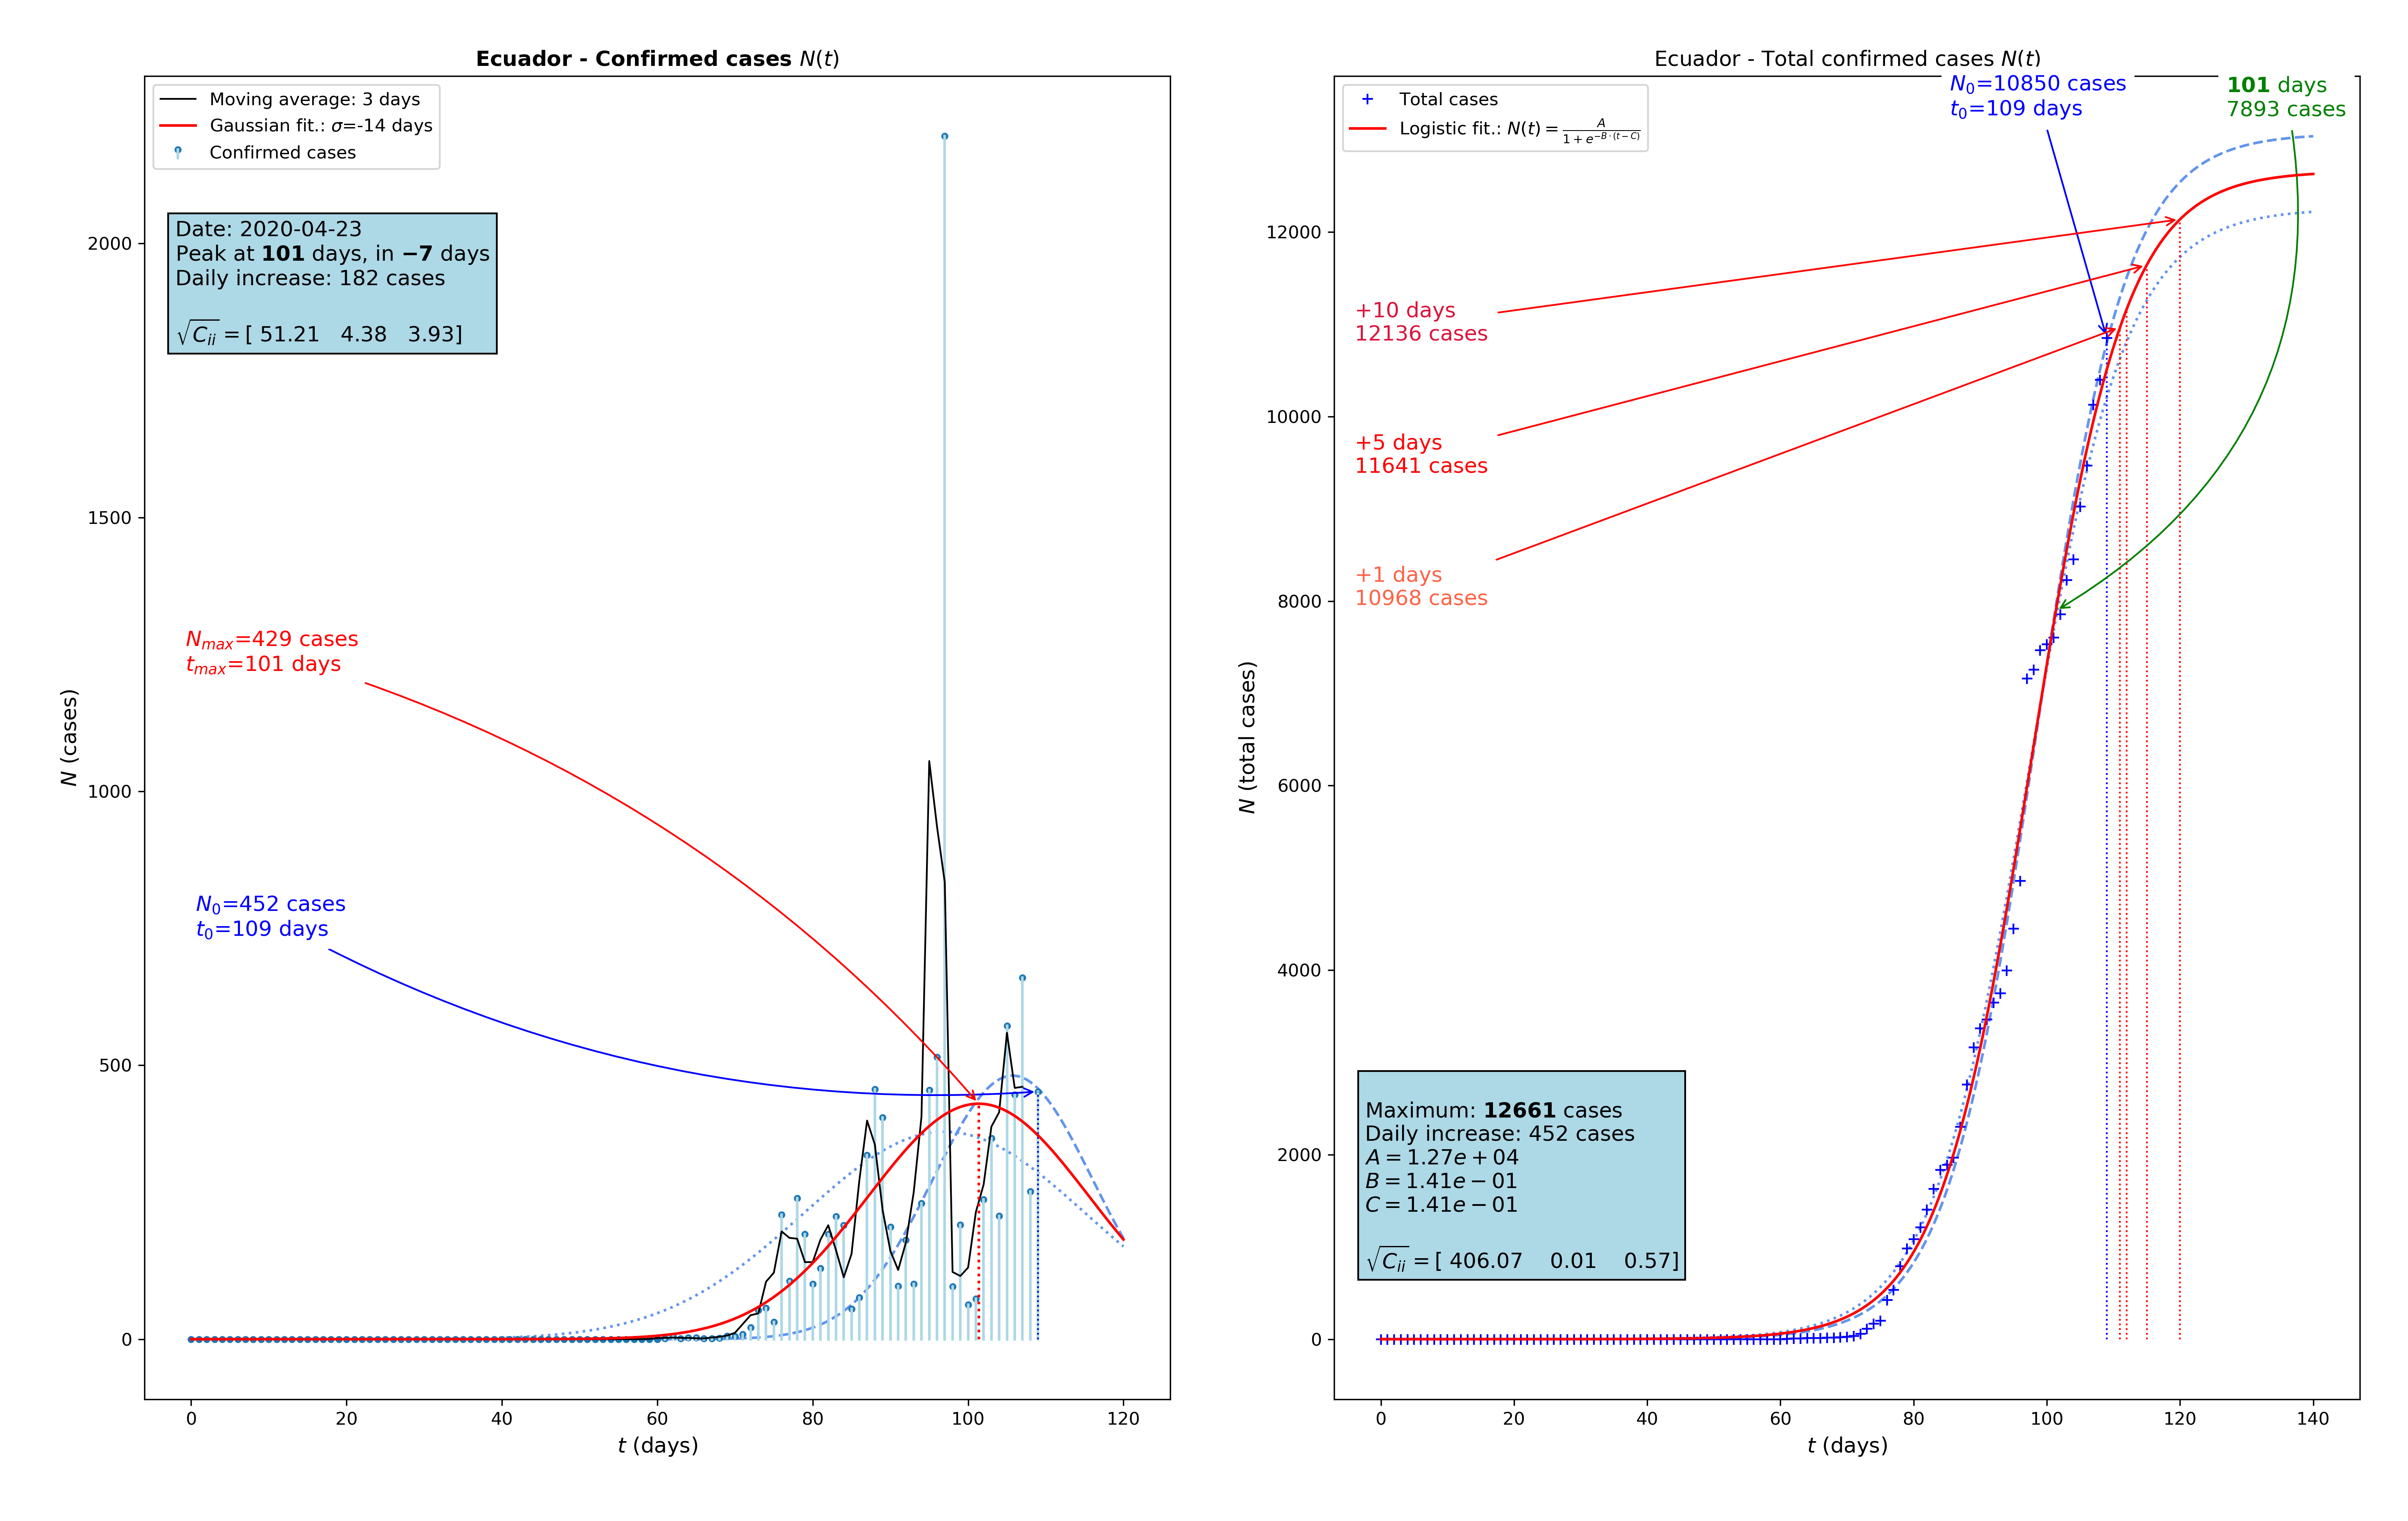 Ecuador - Confirmed cases N(t)
Moving average: 3 days
Gaussian fit.: σ=-14 days
Confirmed cases
Date: 2020-04-23
Peak at 101 days, in −7 days
Daily increase: 182 cases
√C_ii = [ 51.21 4.38 3.93]
N_max=429 cases
t_max=101 days
N_0=452 cases
t_0=109 days
N (cases)
2000
1500
1000
500
0
0 20 40 60 80 100 120
t (days)
Ecuador - Total confirmed cases N(t)
Total cases
Logistic fit.: N(t) = A / (1 + e^{−B·(t−C)})
N_0=10850 cases
t_0=109 days
101 days
7893 cases
+10 days
12136 cases
+5 days
11641 cases
+1 days
10968 cases
Maximum: 12661 cases
Daily increase: 452 cases
A = 1.27e + 04
B = 1.41e − 01
C = 1.41e − 01
√C_ii = [ 406.07 0.01 0.57]
N (total cases)
12000
10000
8000
6000
4000
2000
0
0 20 40 60 80 100 120 140
t (days)